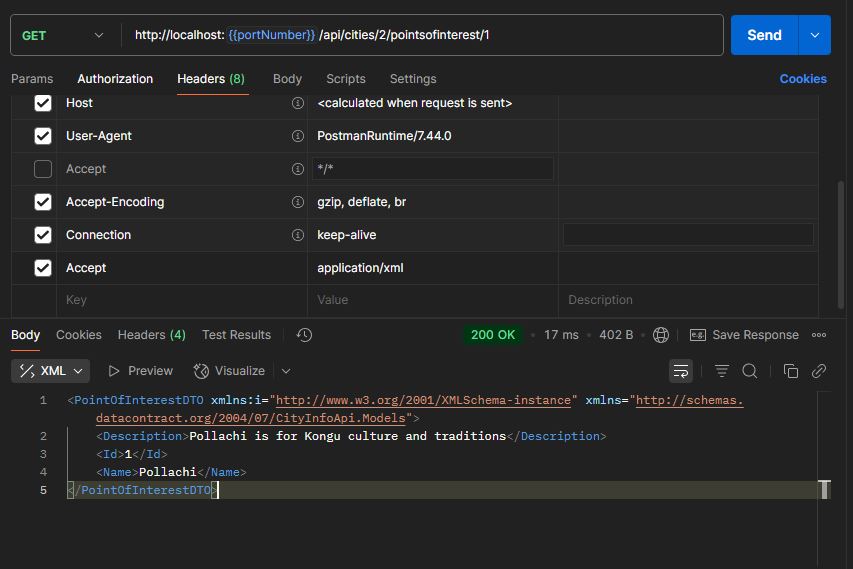 GET http://localhost: {{portNumber}} /api/cities/2/pointsofinterest/1 Send
Params Authorization Headers (8) Body Scripts Settings Cookies
Host <calculated when request is sent>
User-Agent PostmanRuntime/7.44.0
Accept */*
Accept-Encoding gzip, deflate, br
Connection keep-alive
Accept application/xml
Key Value Description
Body Cookies Headers (4) Test Results 200 OK • 17 ms • 402 B e.g. Save Response
XML Preview Visualize
1 <PointOfInterestDTO xmlns:i="http://www.w3.org/2001/XMLSchema-instance" xmlns="http://schemas.
datacontract.org/2004/07/CityInfoApi.Models">
2 <Description>Pollachi is for Kongu culture and traditions</Description>
3 <Id>1</Id>
4 <Name>Pollachi</Name>
5 </PointOfInterestDTO>